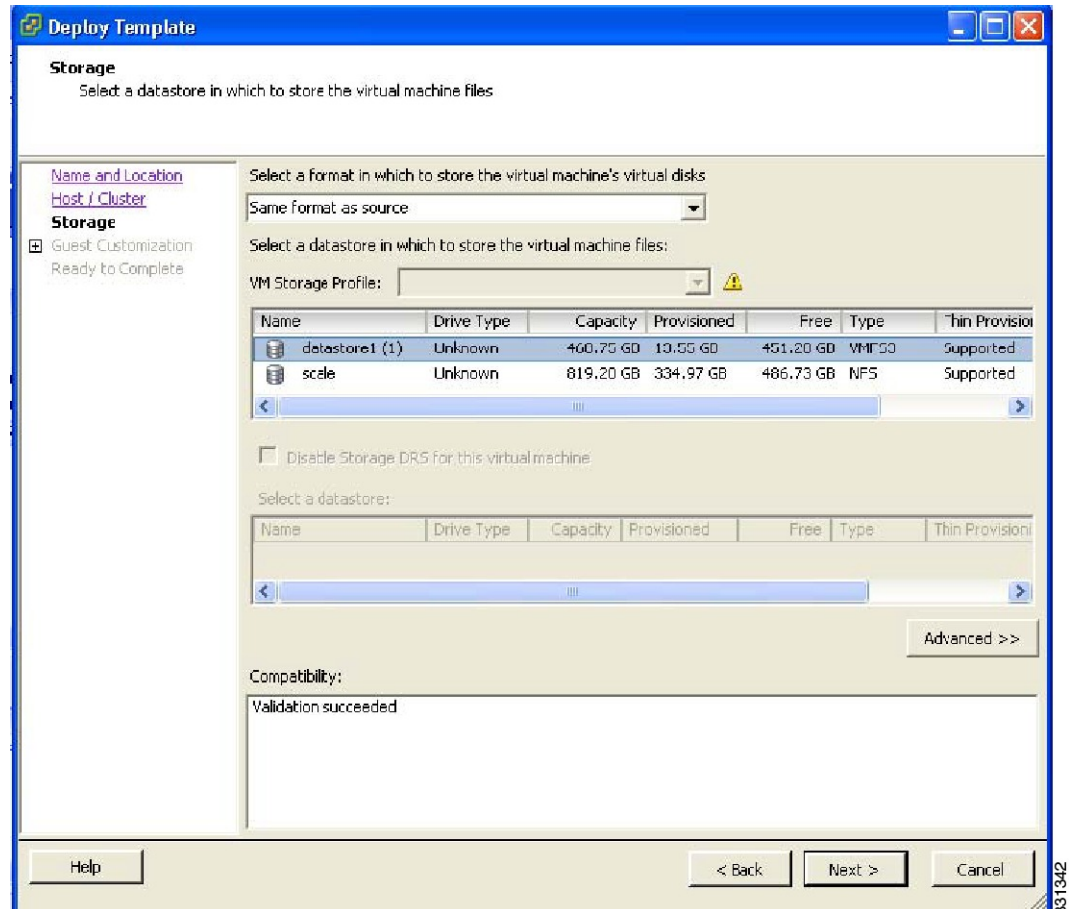 Deploy Template
Storage
Select a datastore in which to store the virtual machine files
Name and Location
Host / Cluster
Storage
Guest Customization
Ready to Complete
Select a format in which to store the virtual machine's virtual disks
Same format as source
Select a datastore in which to store the virtual machine files:
VM Storage Profile:
Name Drive Type Capacity Provisioned Free Type Thin Provision
datastore1 (1) Unknown 460.75 GB 451.20 GB Supported
scale Unknown 819.20 GB 334.97 GB 486.73 GB NFS Supported
Disable Storage DRS for this virtual machine
Select a datastore:
Name Drive Type Capacity Provisioned Free Type Thin Provisioni
Advanced >>
Compatibility:
Validation succeeded
Help < Back Next > Cancel
331342